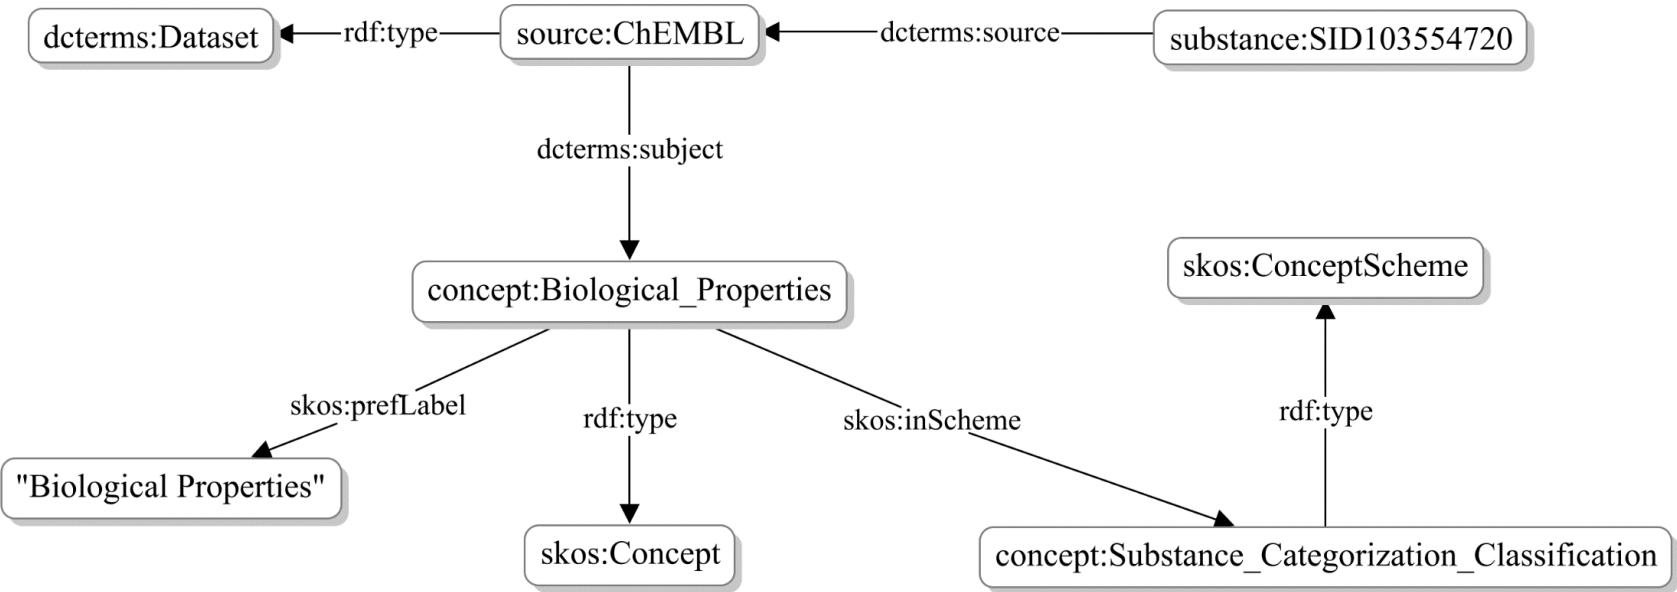 dcterms:Dataset
rdf:type
source:ChEMBL
dcterms:source
substance:SID103554720
dcterms:subject
concept:Biological_Properties
skos:ConceptScheme
skos:prefLabel
rdf:type
skos:inScheme
rdf:type
"Biological Properties"
skos:Concept
concept:Substance_Categorization_Classification